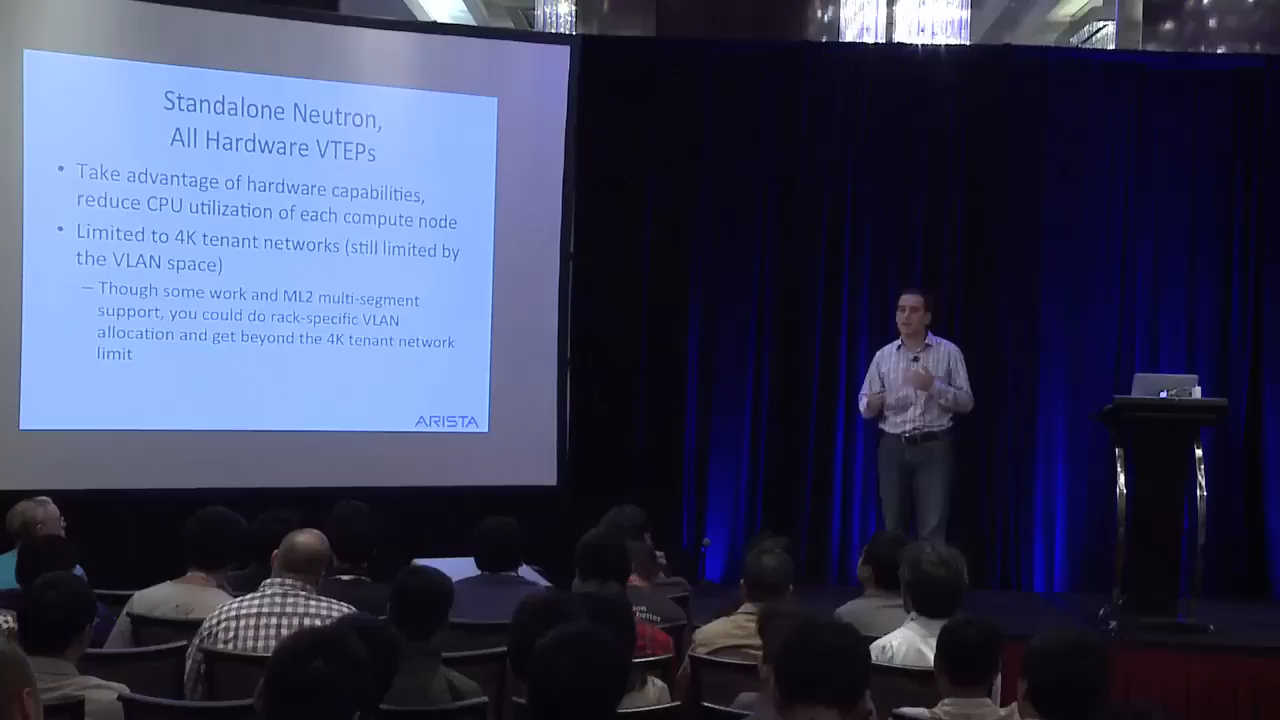 Standalone Neutron,
All Hardware VTEPs
• Take advantage of hardware capabilities,
reduce CPU utilization of each compute node
• Limited to 4K tenant networks (still limited by
the VLAN space)
– Though some work and ML2 multi-segment
support, you could do rack-specific VLAN
allocation and get beyond the 4K tenant network
limit
ARISTA
better